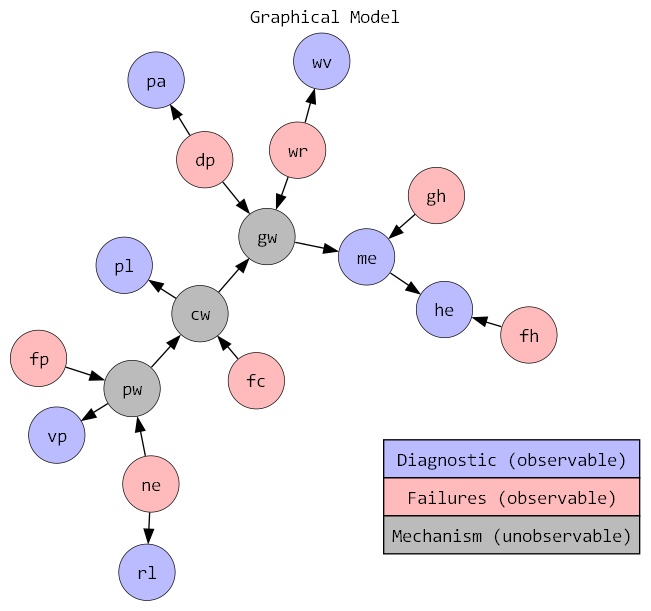 Graphical Model
wv
pa
wr
dp
gh
gw
me
pl
he
cw
fh
fp
fc
pw
vp
ne
rl
Diagnostic (observable)
Failures (observable)
Mechanism (unobservable)